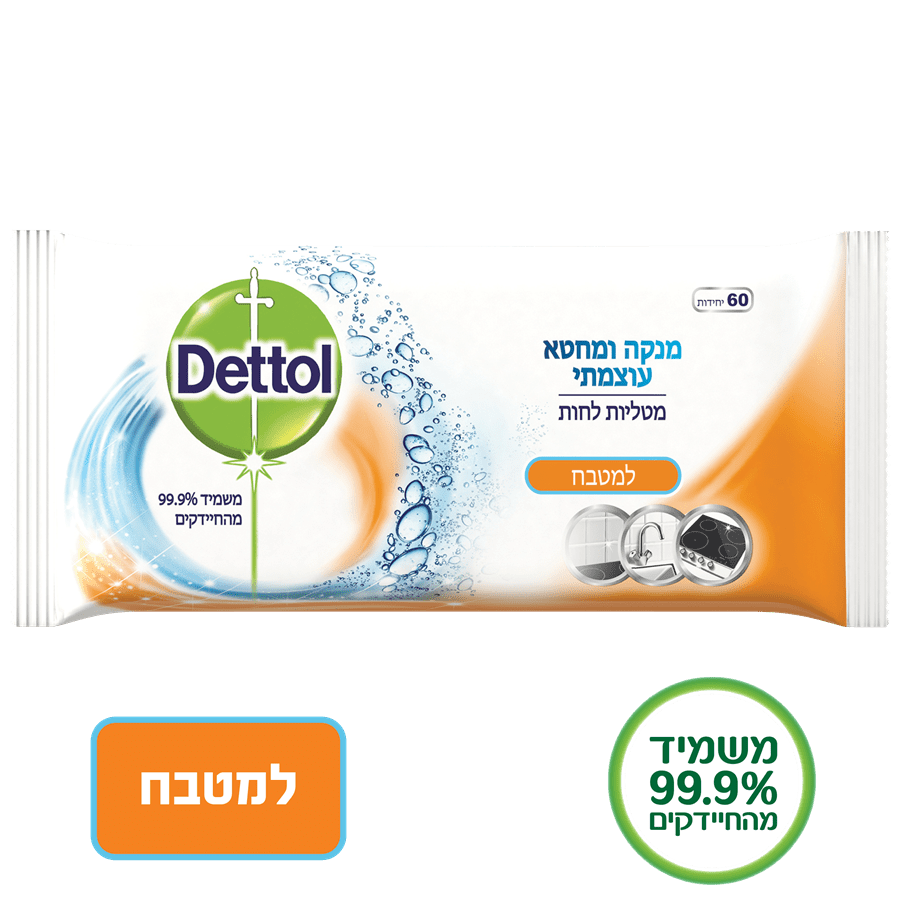 Dettol
משמיד 99.9%
מהחיידקים
60 יחידות
מנקה ומחטא
עוצמתי
מטליות לחות
למטבח
למטבח
משמיד
99.9%
מהחיידקים